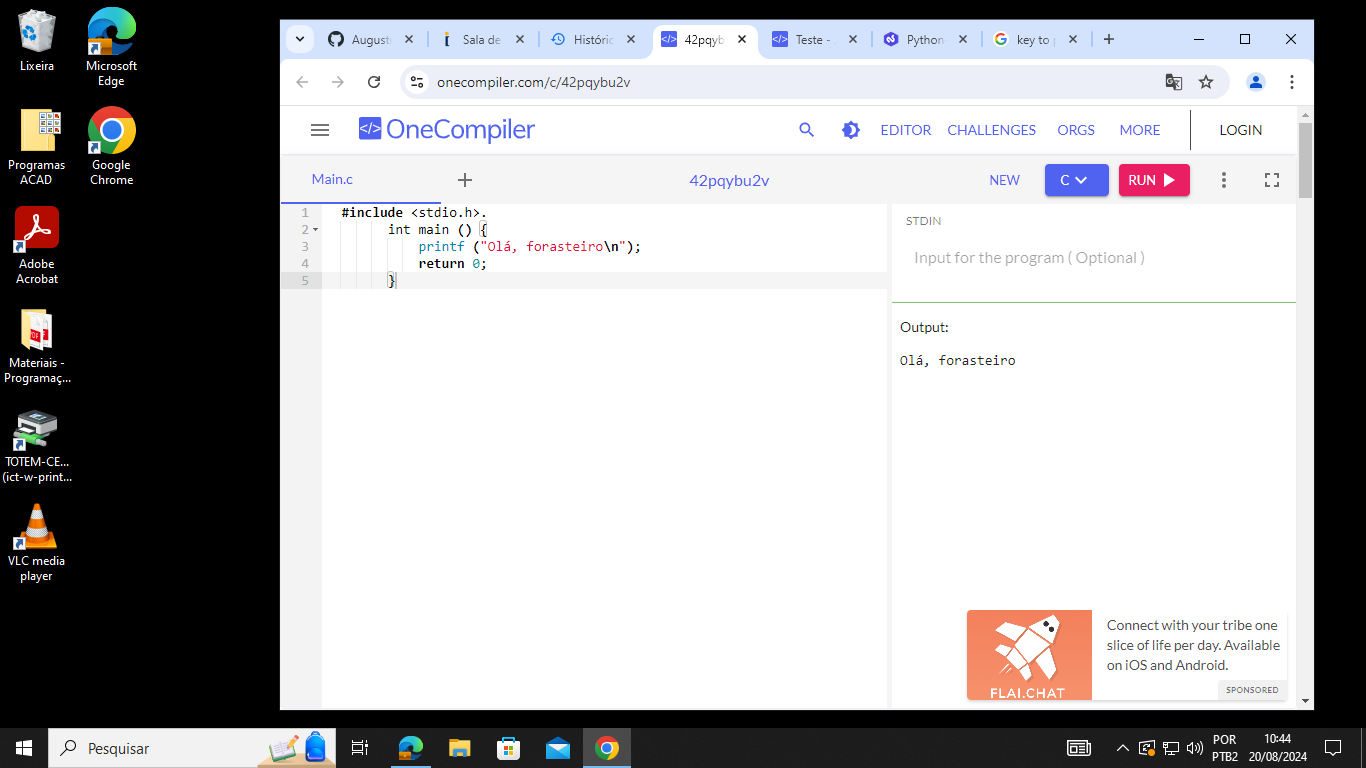 Lixeira
Microsoft
Edge
Programas
ACAD
Google
Chrome
Adobe
Acrobat
Materiais -
Programaç...
TOTEM-CE...
(ict-w-print...
VLC media
player
August
Sala de
Históric
42pqyb
Teste -
Python
key to
onecompiler.com/c/42pqybu2v
OneCompiler
EDITOR CHALLENGES ORGS MORE LOGIN
Main.c
42pqybu2v
NEW
C
RUN
1 #include <stdio.h>.
2 int main () {
3 printf ("Olá, forasteiro\n");
4 return 0;
5 }
STDIN
Input for the program ( Optional )
Output:
Olá, forasteiro
Connect with your tribe one
slice of life per day. Available
on iOS and Android.
FLAI.CHAT
SPONSORED
Pesquisar
POR
PTB2
10:44
20/08/2024